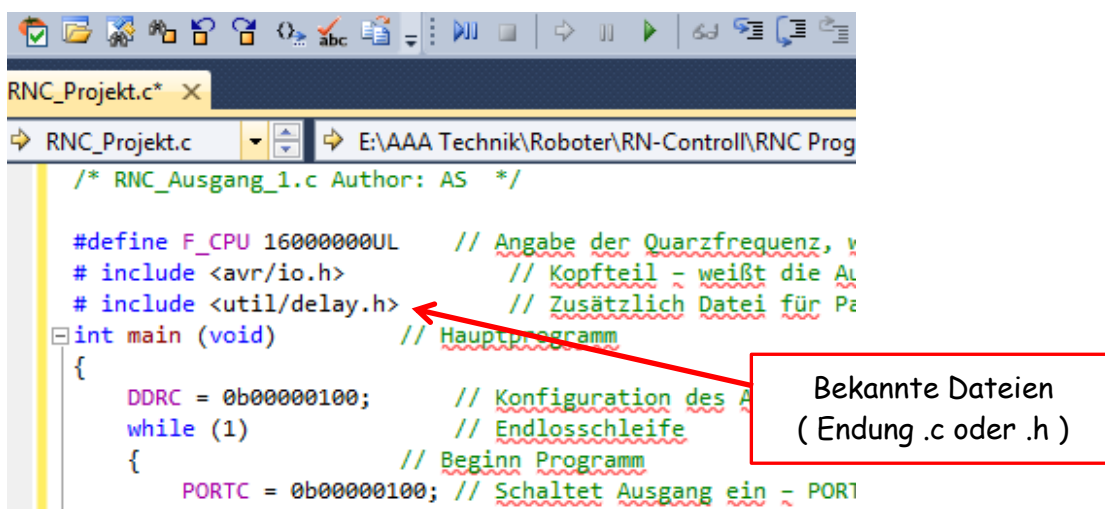 abc
RNC_Projekt.c*
RNC_Projekt.c E:\AAA Technik\Roboter\RN-Controll\RNC Prog
/* RNC_Ausgang_1.c Author: AS */
#define F_CPU 16000000UL // Angabe der Quarzfrequenz,
# include <avr/io.h> // Kopfteil – weißt die Au
# include <util/delay.h> // Zusätzlich Datei für Pa
int main (void) // Hauptprogramm
{
DDRC = 0b00000100; // Konfiguration des A
while (1) // Endlosschleife
{ // Beginn Programm
PORTC = 0b00000100; // Schaltet Ausgang ein – PORT
Bekannte Dateien
( Endung .c oder .h )